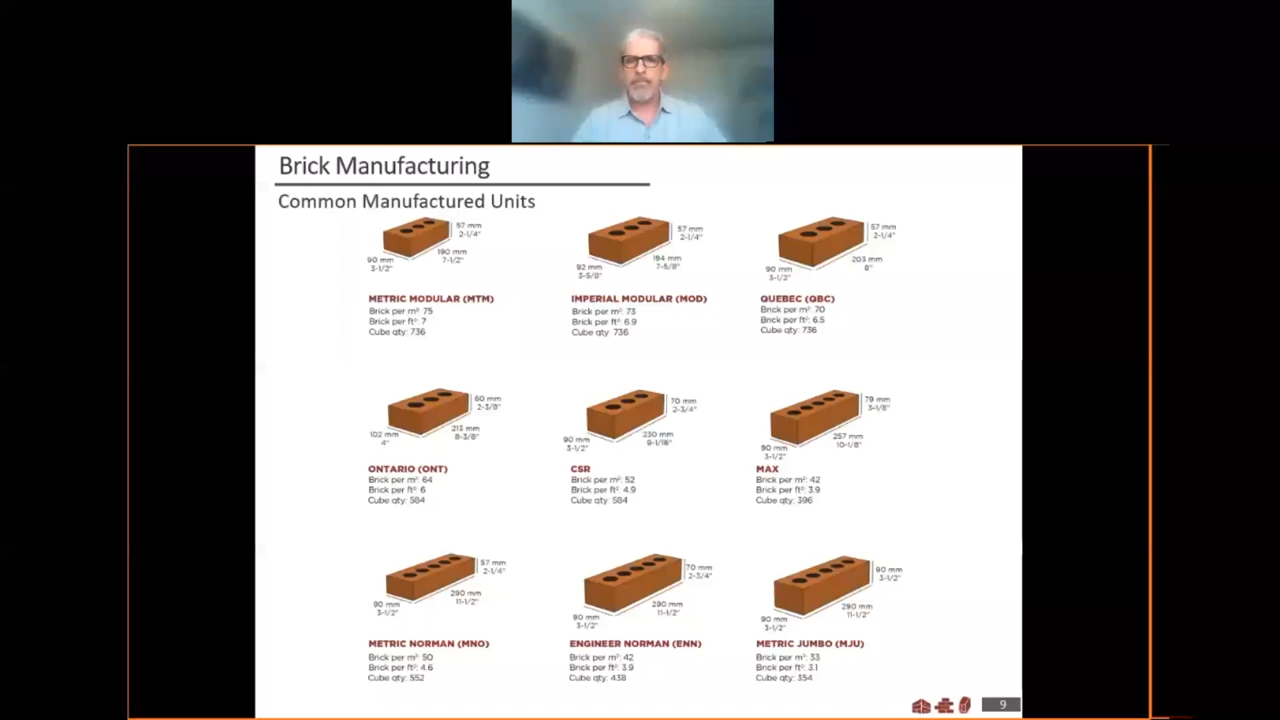 Brick Manufacturing
Common Manufactured Units
57 mm
2-1/4"
190 mm
7-1/2"
90 mm
3-1/2"
METRIC MODULAR (MTM)
Brick per m²: 75
Brick per ft²: 7
Cube qty: 736
57 mm
2-1/4"
194 mm
7-5/8"
92 mm
3-5/8"
IMPERIAL MODULAR (MOD)
Brick per m²: 73
Brick per ft²: 6.9
Cube qty: 736
57 mm
2-1/4"
203 mm
8"
90 mm
3-1/2"
QUEBEC (QBC)
Brick per m²: 70
Brick per ft²: 6.5
Cube qty: 736
60 mm
2-3/8"
213 mm
8-3/8"
102 mm
4"
ONTARIO (ONT)
Brick per m²: 64
Brick per ft²: 6
Cube qty: 584
70 mm
2-3/4"
230 mm
9-1/16"
90 mm
3-1/2"
CSR
Brick per m²: 52
Brick per ft²: 4.9
Cube qty: 584
79 mm
3-1/8"
257 mm
10-1/8"
90 mm
3-1/2"
MAX
Brick per m²: 42
Brick per ft²: 3.9
Cube qty: 396
57 mm
2-1/4"
290 mm
11-1/2"
90 mm
3-1/2"
METRIC NORMAN (MNO)
Brick per m²: 50
Brick per ft²: 4.6
Cube qty: 552
70 mm
2-3/4"
290 mm
11-1/2"
90 mm
3-1/2"
ENGINEER NORMAN (ENN)
Brick per m²: 42
Brick per ft²: 3.9
Cube qty: 438
90 mm
3-1/2"
290 mm
11-1/2"
90 mm
3-1/2"
METRIC JUMBO (MJU)
Brick per m²: 33
Brick per ft²: 3.1
Cube qty: 354
9